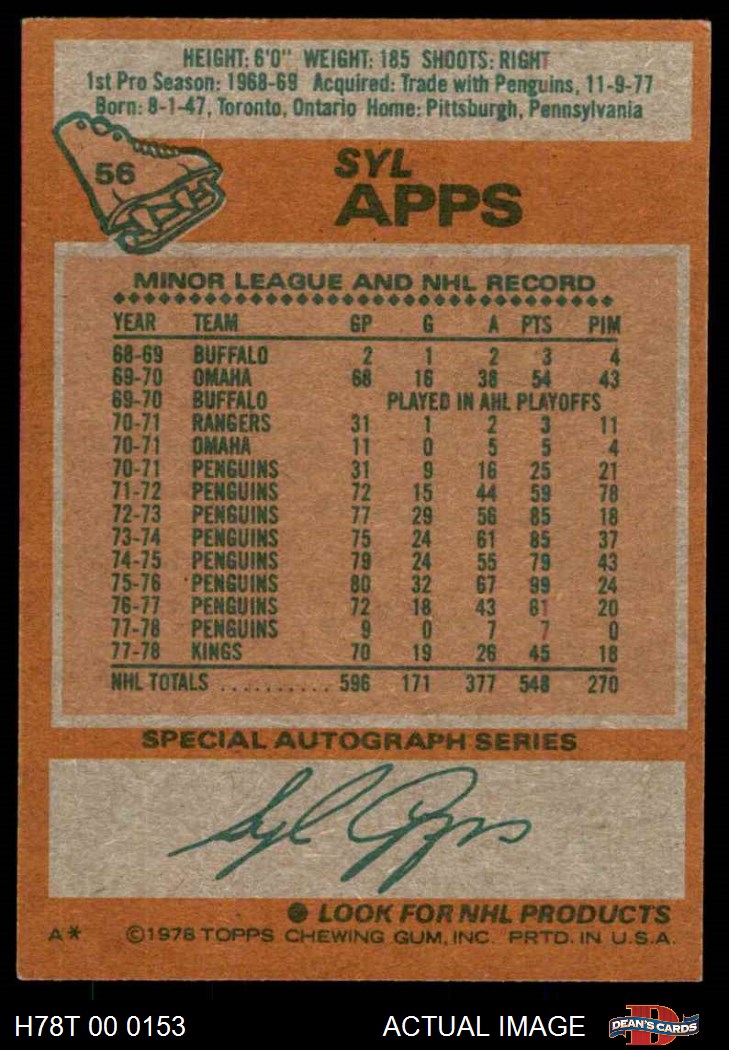 HEIGHT: 6'0" WEIGHT: 185 SHOOTS: RIGHT
1st Pro Season: 1968-69 Acquired: Trade with Penguins, 11-9-77
Born: 8-1-47, Toronto, Ontario Home: Pittsburgh, Pennsylvania
56
SYL
APPS
MINOR LEAGUE AND NHL RECORD
YEAR TEAM GP G A PTS PIM
68-69 BUFFALO 2 1 2 3 4
69-70 OMAHA 68 16 38 54 43
69-70 BUFFALO PLAYED IN AHL PLAYOFFS
70-71 RANGERS 31 1 2 3 11
70-71 OMAHA 11 0 5 5 4
70-71 PENGUINS 31 9 16 25 21
71-72 PENGUINS 72 15 44 59 78
72-73 PENGUINS 77 29 56 85 18
73-74 PENGUINS 75 24 61 85 37
74-75 PENGUINS 79 24 55 79 43
75-76 PENGUINS 80 32 67 99 24
76-77 PENGUINS 72 18 43 61 20
77-78 PENGUINS 9 0 7 7 0
77-78 KINGS 70 19 26 45 18
NHL TOTALS .......... 596 171 377 548 270
SPECIAL AUTOGRAPH SERIES
Syl Apps
● LOOK FOR NHL PRODUCTS
A* ©1978 TOPPS CHEWING GUM, INC. PRTD. IN U.S.A.
H78T 00 0153 ACTUAL IMAGE DEAN'S CARDS